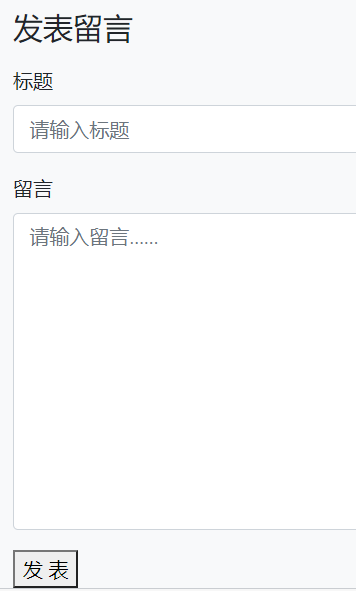 发表留言
标题
请输入标题
留言
请输入留言......
发 表